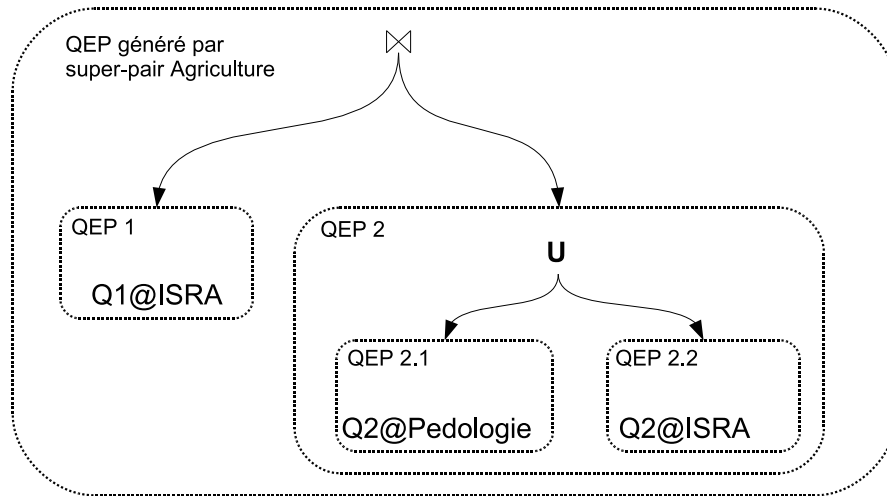 QEP généré par
super-pair Agriculture
⋈
QEP 1
Q1@ISRA
QEP 2
U
QEP 2.1
Q2@Pedologie
QEP 2.2
Q2@ISRA